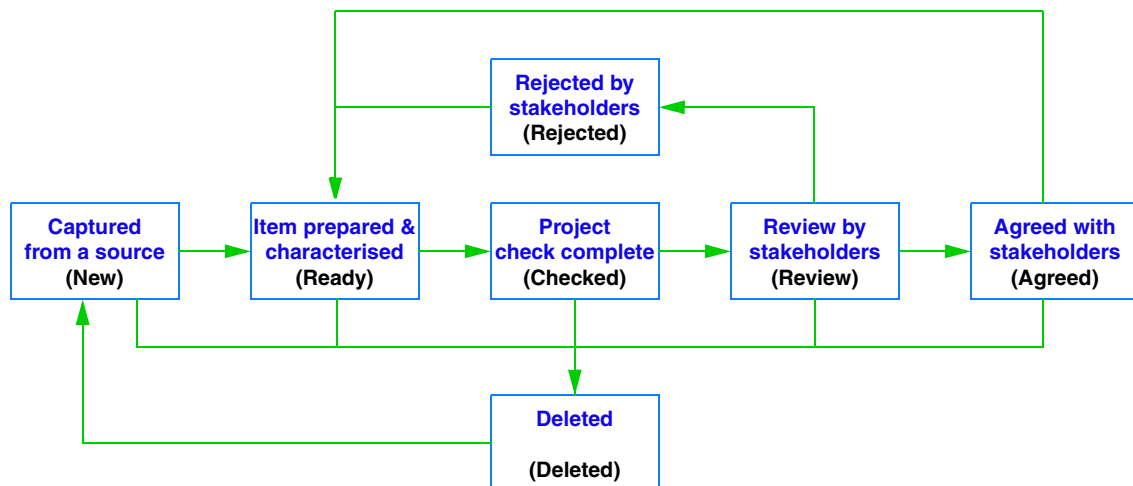 Rejected by
stakeholders
(Rejected)
Captured
from a source
(New)
Item prepared &
characterised
(Ready)
Project
check complete
(Checked)
Review by
stakeholders
(Review)
Agreed with
stakeholders
(Agreed)
Deleted
(Deleted)